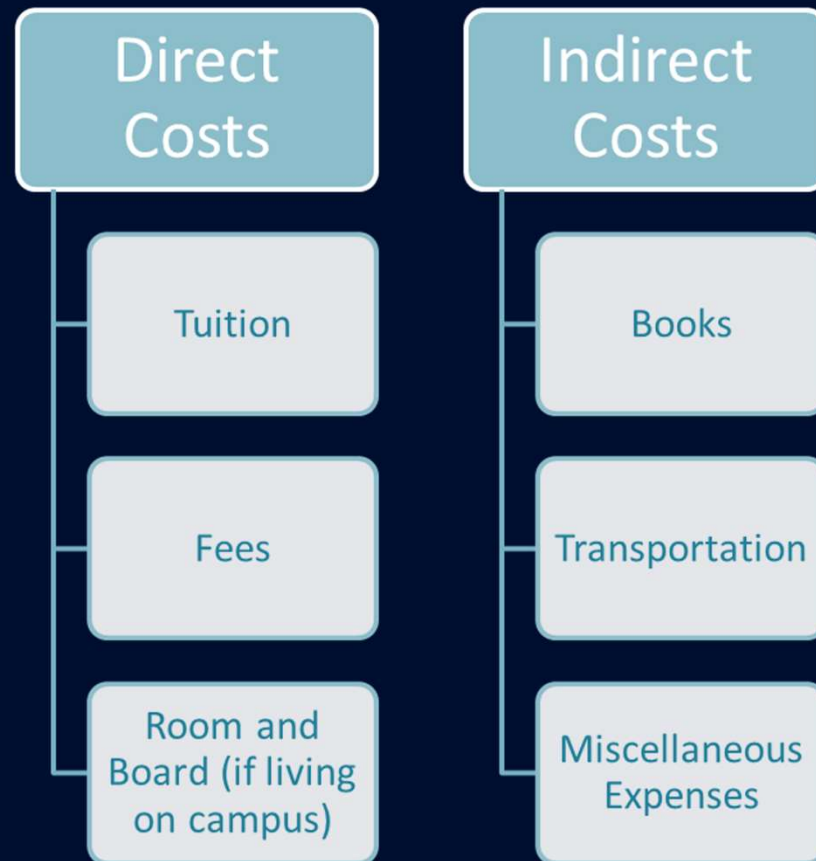 Direct
Costs
Tuition
Fees
Room and
Board (if living
on campus)
Indirect
Costs
Books
Transportation
Miscellaneous
Expenses